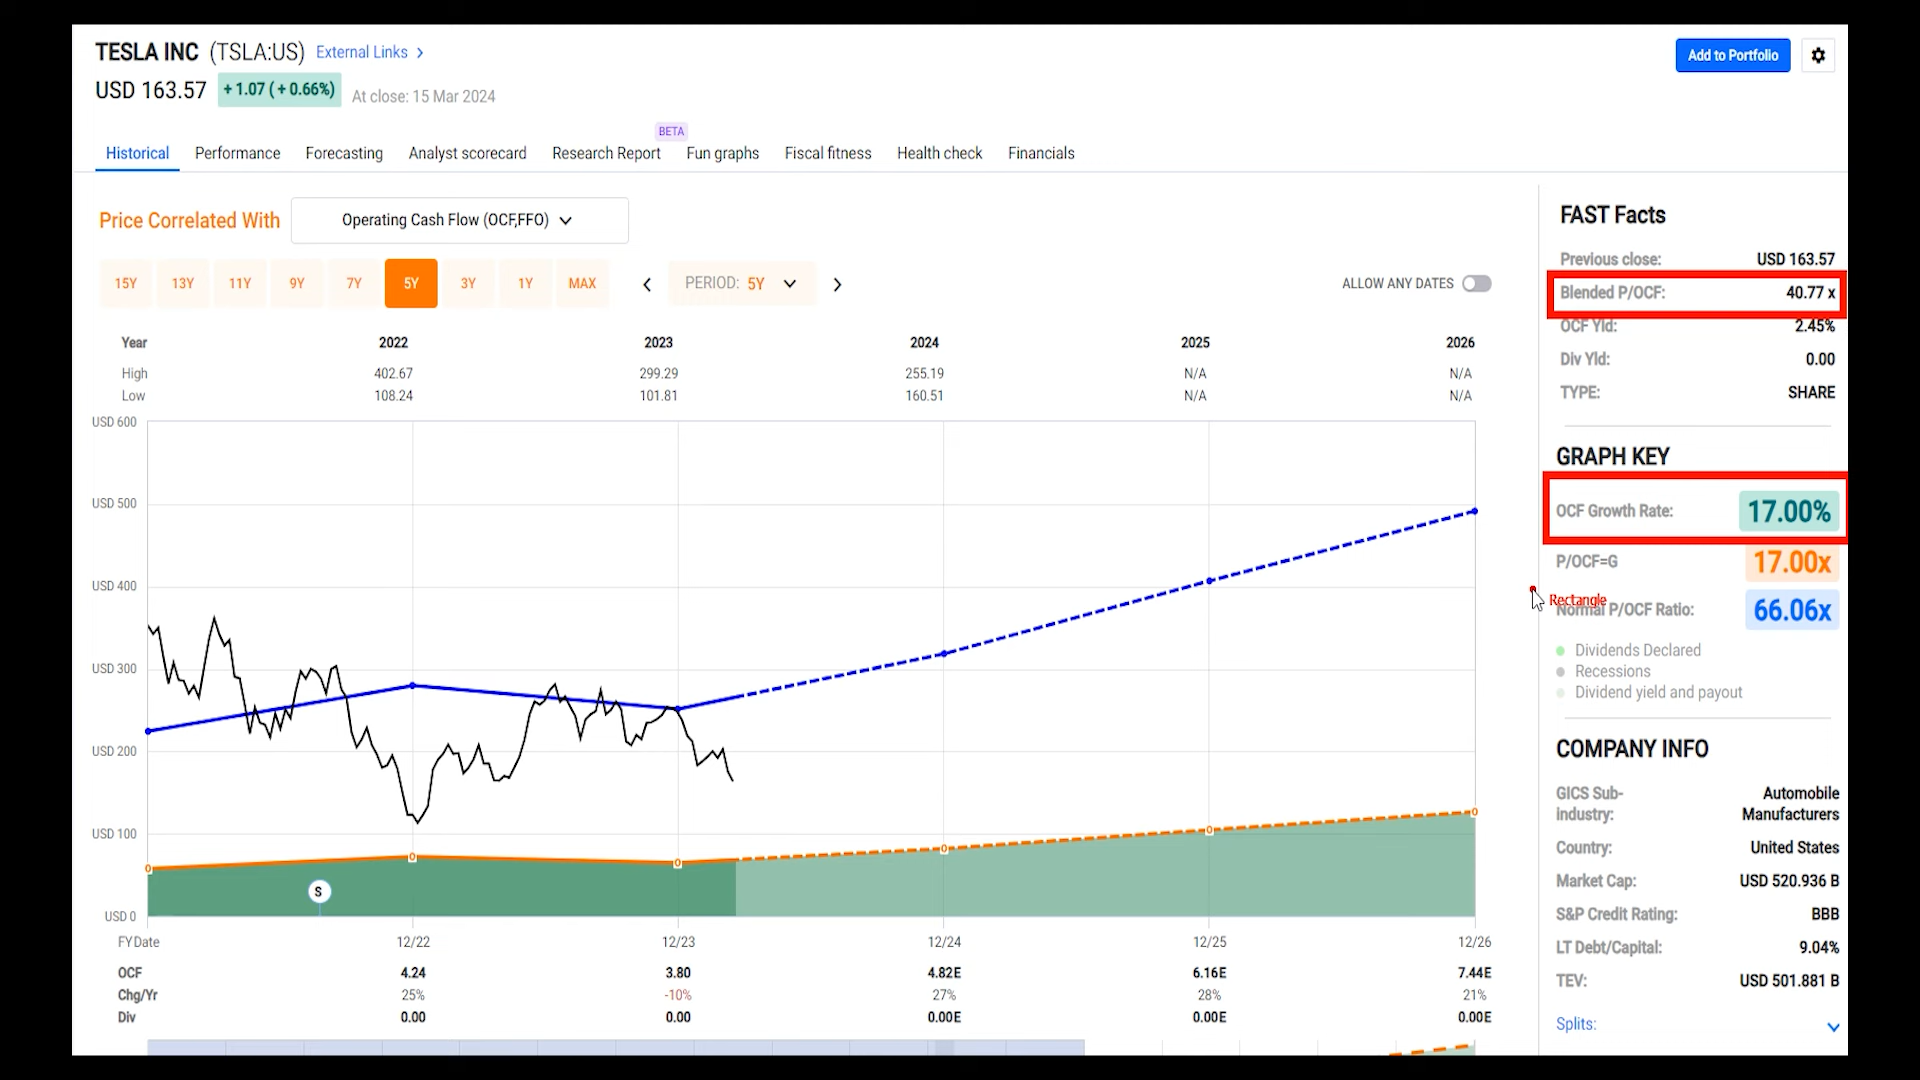 TESLA INC (TSLA:US) External Links >
Add to Portfolio
USD 163.57 + 1.07 ( + 0.66%) At close: 15 Mar 2024
BETA
Historical Performance Forecasting Analyst scorecard Research Report Fun graphs Fiscal fitness Health check Financials
Price Correlated With Operating Cash Flow (OCF,FFO)
15Y 13Y 11Y 9Y 7Y 5Y 3Y 1Y MAX PERIOD: 5Y ALLOW ANY DATES
Year 2022 2023 2024 2025 2026
High 402.67 299.29 255.19 N/A N/A
Low 108.24 101.81 160.51 N/A N/A
USD 600
USD 500
USD 400
USD 300
USD 200
USD 100
USD 0
S
FY Date 12/22 12/23 12/24 12/25 12/26
OCF 4.24 3.80 4.82E 6.16E 7.44E
Chg/Yr 25% -10% 27% 28% 21%
Div 0.00 0.00 0.00E 0.00E 0.00E
FAST Facts
Previous close: USD 163.57
Blended P/OCF: 40.77 x
OCF Yld: 2.45%
Div Yld: 0.00
TYPE: SHARE
GRAPH KEY
OCF Growth Rate: 17.00%
P/OCF=G 17.00x
Rectangle
Normal P/OCF Ratio: 66.06x
Dividends Declared
Recessions
Dividend yield and payout
COMPANY INFO
GICS Sub-industry: Automobile Manufacturers
Country: United States
Market Cap: USD 520.936 B
S&P Credit Rating: BBB
LT Debt/Capital: 9.04%
TEV: USD 501.881 B
Splits: